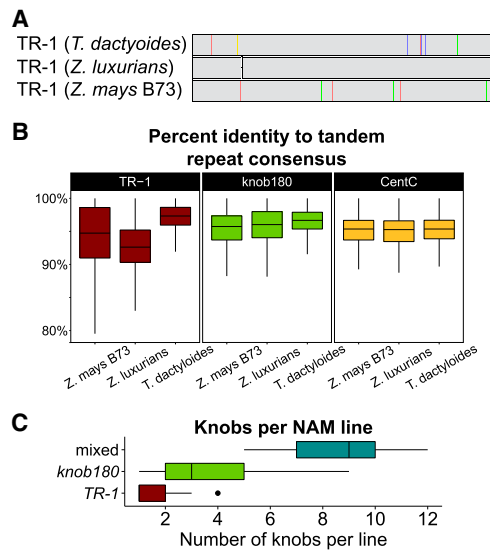 A
TR-1 (T. dactyoides)
TR-1 (Z. luxurians)
TR-1 (Z. mays B73)
B
Percent identity to tandem
repeat consensus
TR−1 knob180 CentC
100%
90%
80%
Z. mays B73 Z. luxurians T. dactyloides Z. mays B73 Z. luxurians T. dactyloides Z. mays B73 Z. luxurians T. dactyloides
C
Knobs per NAM line
mixed
knob180
TR-1
2 4 6 8 10 12
Number of knobs per line